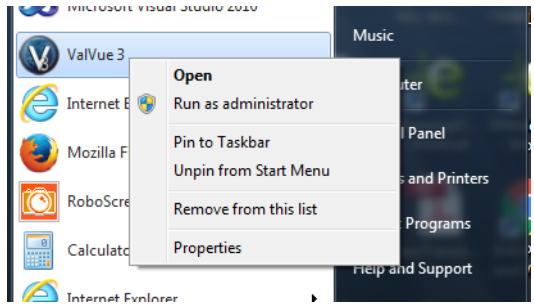 Microsoft Visual Studio 2010
ValVue 3
Internet E
Mozilla F
RoboScre
Calculato
Internet Explorer
Open
Run as administrator
Pin to Taskbar
Unpin from Start Menu
Remove from this list
Properties
Music
uter
l Panel
s and Printers
Programs
Help and Support